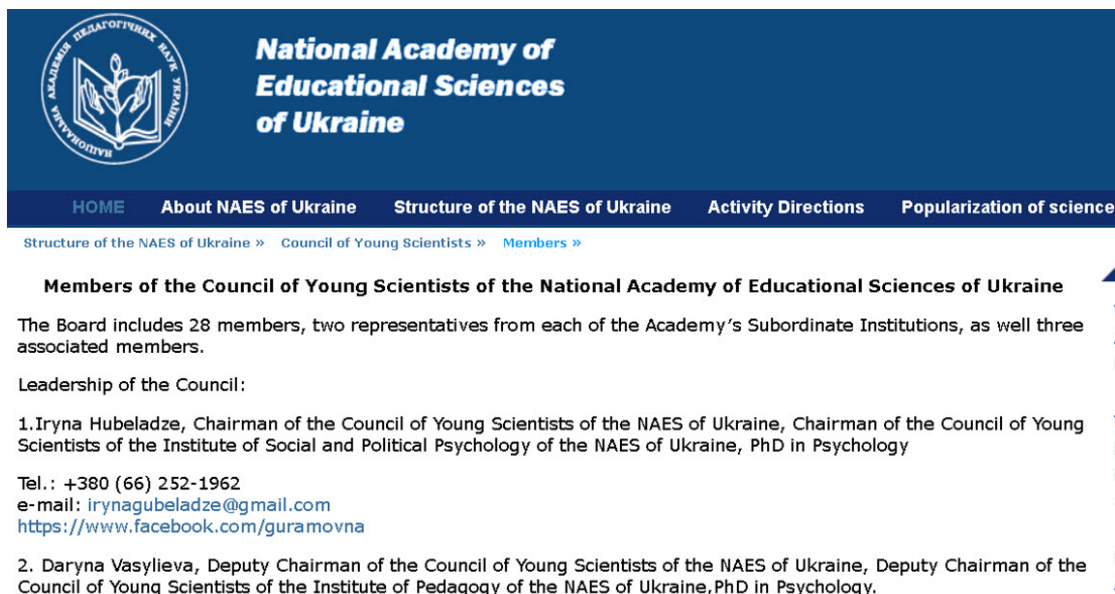 НАЦІОНАЛЬНА АКАДЕМІЯ ПЕДАГОГІЧНИХ НАУК УКРАЇНИ
National Academy of
Educational Sciences
of Ukraine
HOME About NAES of Ukraine Structure of the NAES of Ukraine Activity Directions Popularization of science
Structure of the NAES of Ukraine » Council of Young Scientists » Members »
Members of the Council of Young Scientists of the National Academy of Educational Sciences of Ukraine
The Board includes 28 members, two representatives from each of the Academy's Subordinate Institutions, as well three
associated members.
Leadership of the Council:
1.Iryna Hubeladze, Chairman of the Council of Young Scientists of the NAES of Ukraine, Chairman of the Council of Young
Scientists of the Institute of Social and Political Psychology of the NAES of Ukraine, PhD in Psychology
Tel.: +380 (66) 252-1962
e-mail: irynagubeladze@gmail.com
https://www.facebook.com/guramovna
2. Daryna Vasylieva, Deputy Chairman of the Council of Young Scientists of the NAES of Ukraine, Deputy Chairman of the
Council of Young Scientists of the Institute of Pedagogy of the NAES of Ukraine,PhD in Psychology.